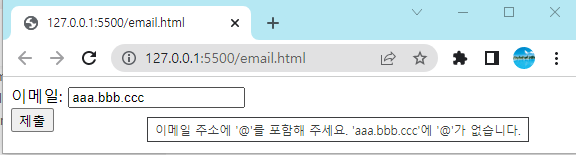 127.0.0.1:5500/email.html
127.0.0.1:5500/email.html
이메일: aaa.bbb.ccc
제출
이메일 주소에 '@'를 포함해 주세요. 'aaa.bbb.ccc'에 '@'가 없습니다.